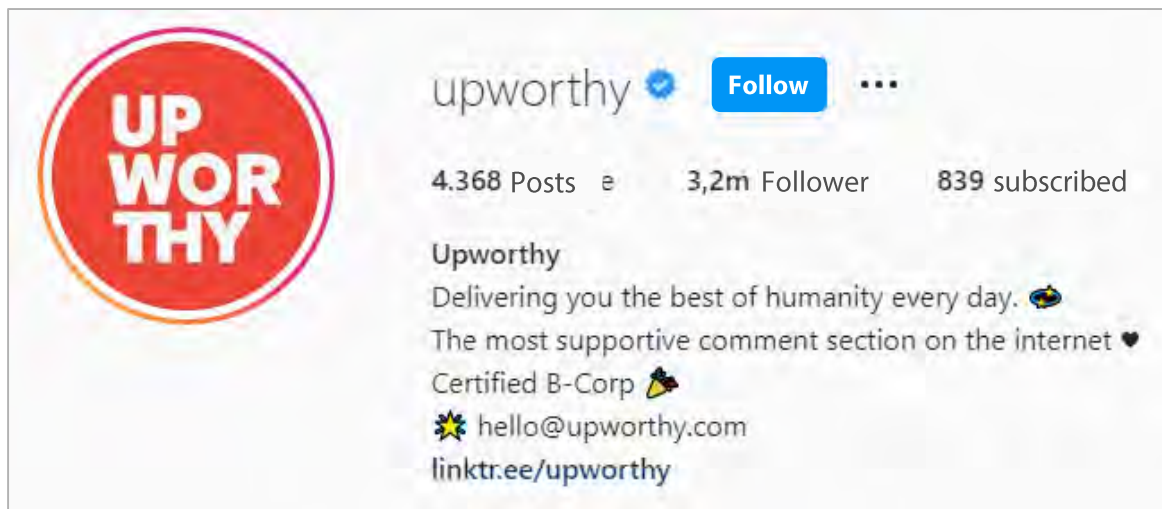 UP
WOR
THY
upworthy Follow
4.368 Posts e 3,2m Follower 839 subscribed
Upworthy
Delivering you the best of humanity every day.
The most supportive comment section on the internet ♥
Certified B-Corp 🎉
🌟 hello@upworthy.com
linktr.ee/upworthy